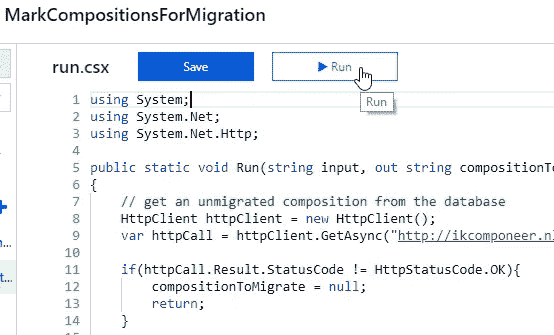 MarkCompositionsForMigration
run.csx
Save
Run
Run
1 using System;
2 using System.Net;
3 using System.Net.Http;
4
5 public static void Run(string input, out string compositionTo
6 {
7 // get an unmigrated composition from the database
8 HttpClient httpClient = new HttpClient();
9 var httpCall = httpClient.GetAsync("http://ikcomponeer.nl
10
11 if(httpCall.Result.StatusCode != HttpStatusCode.OK){
12 compositionToMigrate = null;
13 return;
14 }
n...
t...